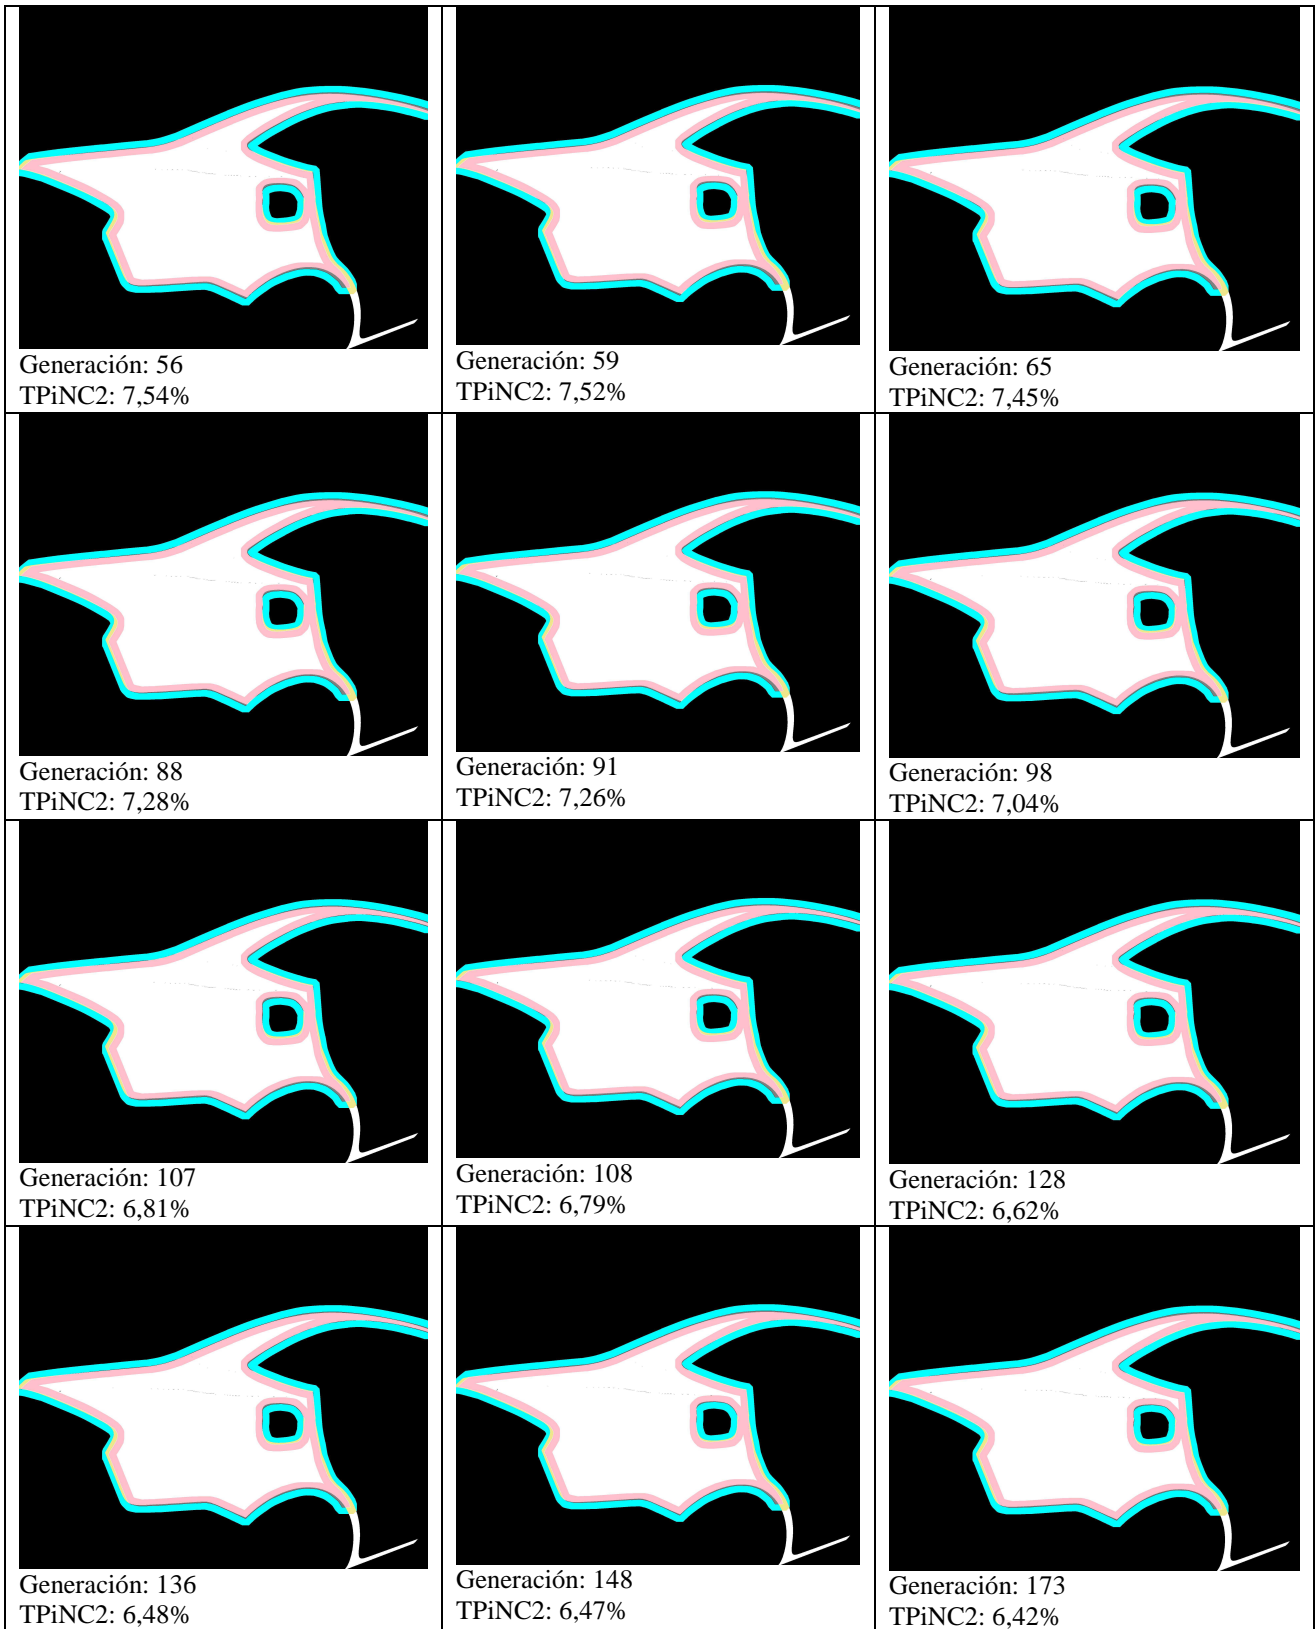 Generación: 56
TPiNC2: 7,54%
Generación: 59
TPiNC2: 7,52%
Generación: 65
TPiNC2: 7,45%
Generación: 88
TPiNC2: 7,28%
Generación: 91
TPiNC2: 7,26%
Generación: 98
TPiNC2: 7,04%
Generación: 107
TPiNC2: 6,81%
Generación: 108
TPiNC2: 6,79%
Generación: 128
TPiNC2: 6,62%
Generación: 136
TPiNC2: 6,48%
Generación: 148
TPiNC2: 6,47%
Generación: 173
TPiNC2: 6,42%